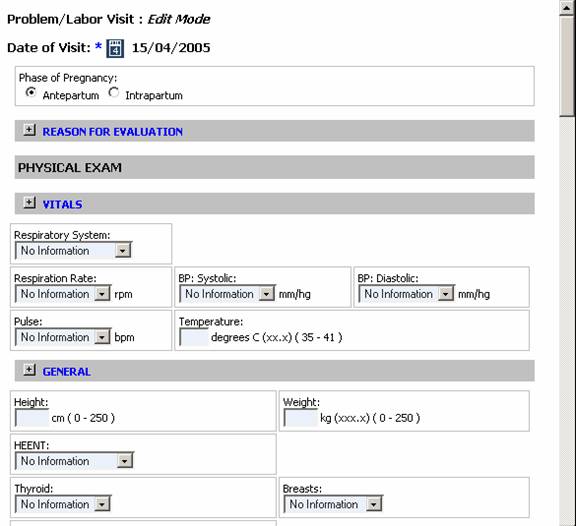 Problem/Labor Visit : Edit Mode
Date of Visit: * 4 15/04/2005
Phase of Pregnancy:
Antepartum Intrapartum
+ REASON FOR EVALUATION
PHYSICAL EXAM
+ VITALS
Respiratory System:
No Information
Respiration Rate: BP: Systolic: BP: Diastolic:
No Information rpm No Information mm/hg No Information mm/hg
Pulse: Temperature:
No Information bpm degrees C (xx.x) ( 35 - 41 )
+ GENERAL
Height: Weight:
cm ( 0 - 250 ) kg (xxx.x) ( 0 - 250 )
HEENT:
No Information
Thyroid: Breasts:
No Information No Information